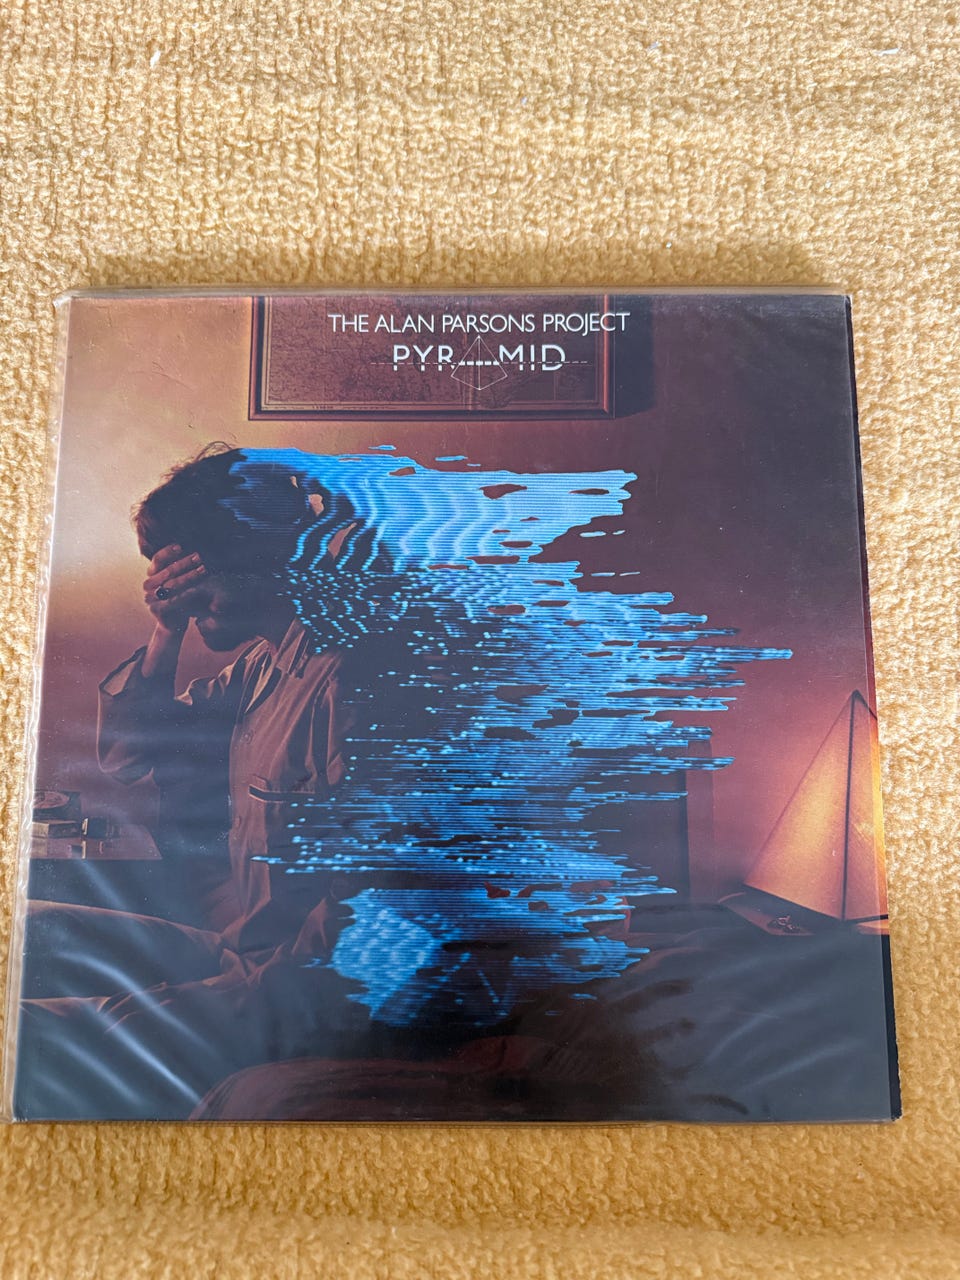 THE ALAN PARSONS PROJECT
PYRAMID